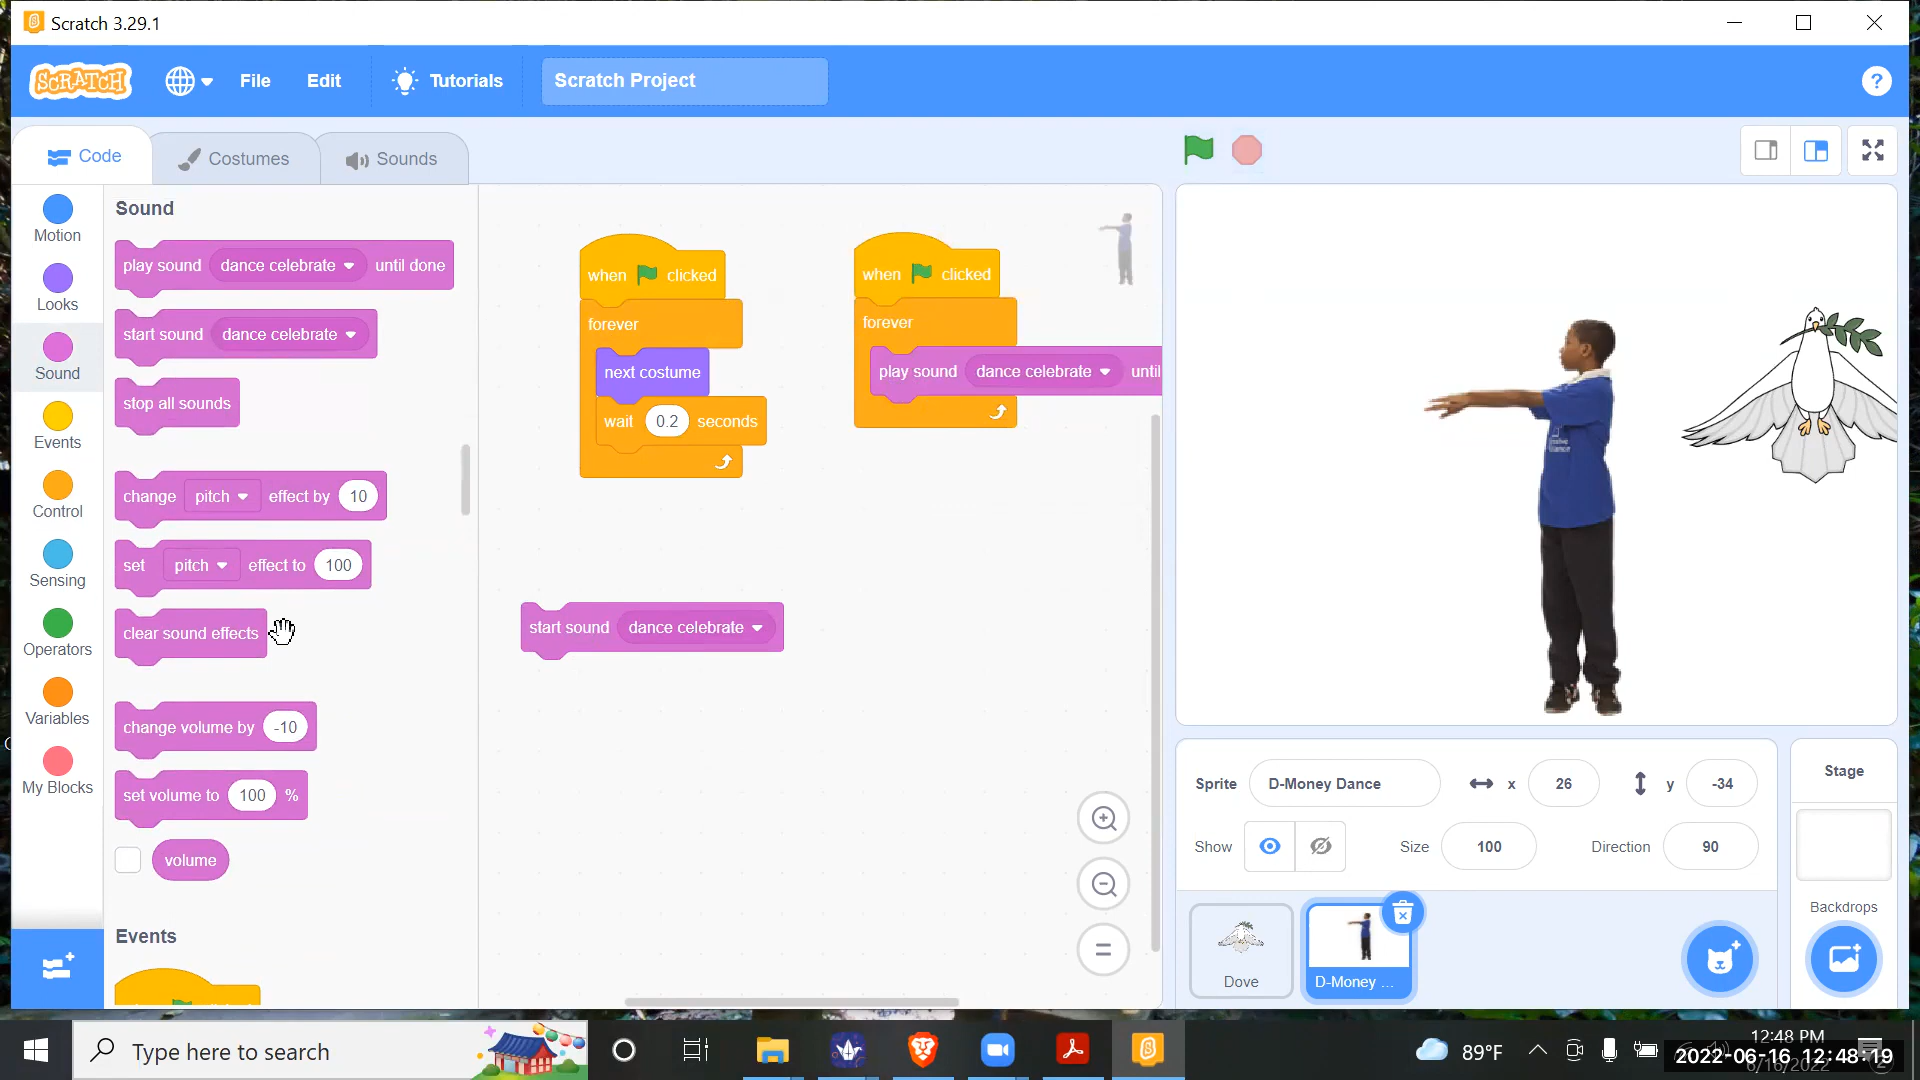 Scratch 3.29.1
SCRATCH File Edit Tutorials Scratch Project ?
Code Costumes Sounds
Motion
Looks
Sound
Events
Control
Sensing
Operators
Variables
My Blocks
Sound
play sound dance celebrate until done
start sound dance celebrate
stop all sounds
change pitch effect by 10
set pitch effect to 100
clear sound effects
change volume by -10
set volume to 100 %
volume
Events
when clicked
forever
next costume
wait 0.2 seconds
when clicked
forever
play sound dance celebrate until
start sound dance celebrate
Sprite D-Money Dance x 26 y -34
Show Size 100 Direction 90
Dove
D-Money ...
Stage
Backdrops
Type here to search
89°F
12:48 PM
2022-06-16 12:48:19